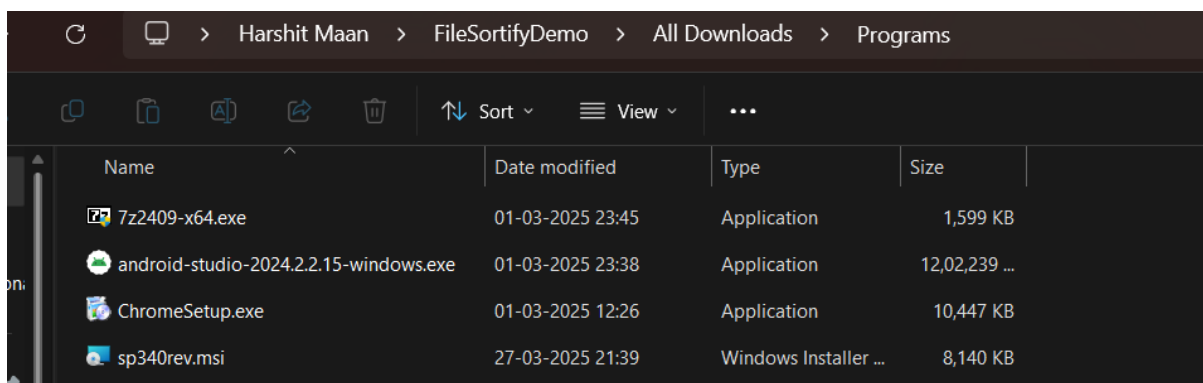 Harshit Maan > FileSortifyDemo > All Downloads > Programs
Sort View ...
Name Date modified Type Size
7z2409-x64.exe 01-03-2025 23:45 Application 1,599 KB
android-studio-2024.2.2.15-windows.exe 01-03-2025 23:38 Application 12,02,239 ...
ChromeSetup.exe 01-03-2025 12:26 Application 10,447 KB
sp340rev.msi 27-03-2025 21:39 Windows Installer ... 8,140 KB